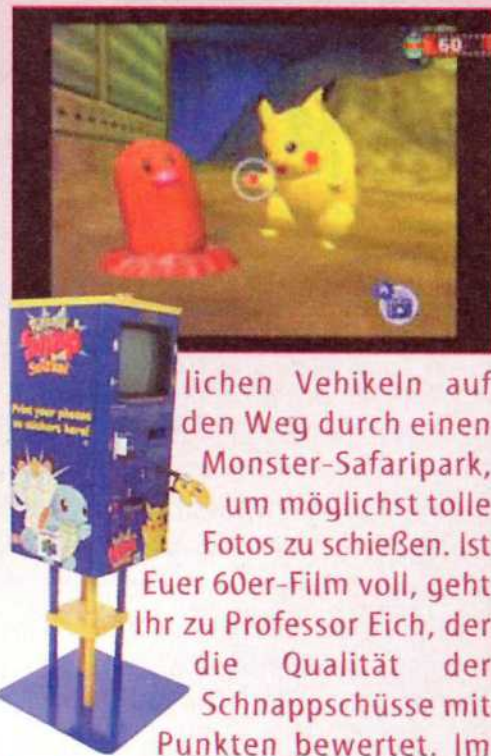 60
Print your photos
as stickers here!
lichen Vehikeln auf
den Weg durch einen
Monster-Safaripark,
um möglichst tolle
Fotos zu schießen. Ist
Euer 60er-Film voll, geht
Ihr zu Professor Eich, der
die Qualität der
Schnappschüsse mit
Punkten bewertet. Im